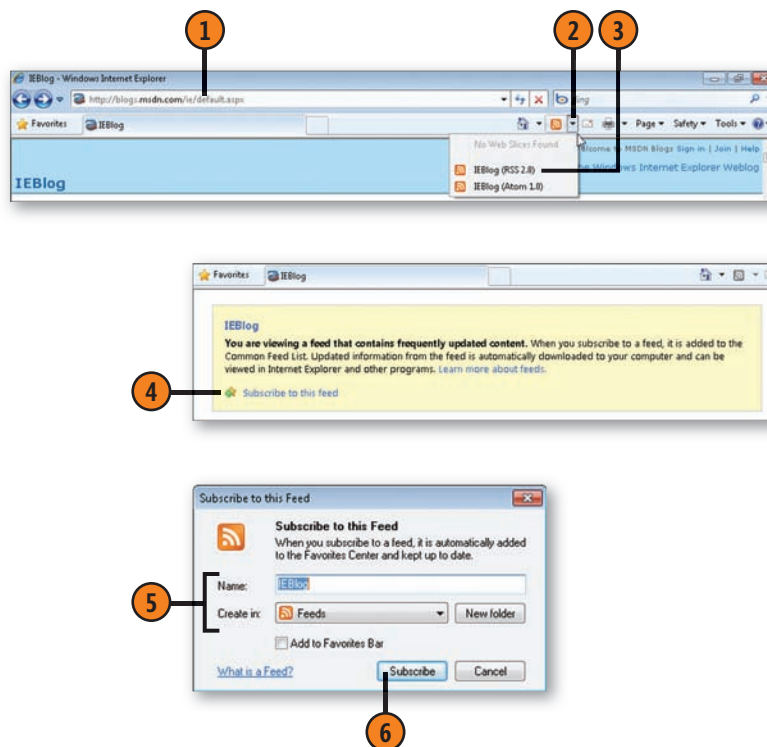 1 2 3
IEBlog - Windows Internet Explorer
http://blogs.msdn.com/ie/default.aspx
Bing
Favorites IEBlog Page Safety Tools
No Web Slices Found
IEBlog (RSS 2.0)
IEBlog (Atom 1.0)
Welcome to MSDN Blogs Sign in | Join | Help
The Windows Internet Explorer Weblog
IEBlog
Favorites IEBlog
IEBlog
You are viewing a feed that contains frequently updated content. When you subscribe to a feed, it is added to the
Common Feed List. Updated information from the feed is automatically downloaded to your computer and can be
viewed in Internet Explorer and other programs. Learn more about feeds.
4 Subscribe to this feed
Subscribe to this Feed
Subscribe to this Feed
When you subscribe to a feed, it is automatically added
to the Favorites Center and kept up to date.
Name: IEBlog
5
Create in: Feeds New folder
Add to Favorites Bar
What is a Feed? Subscribe Cancel
6